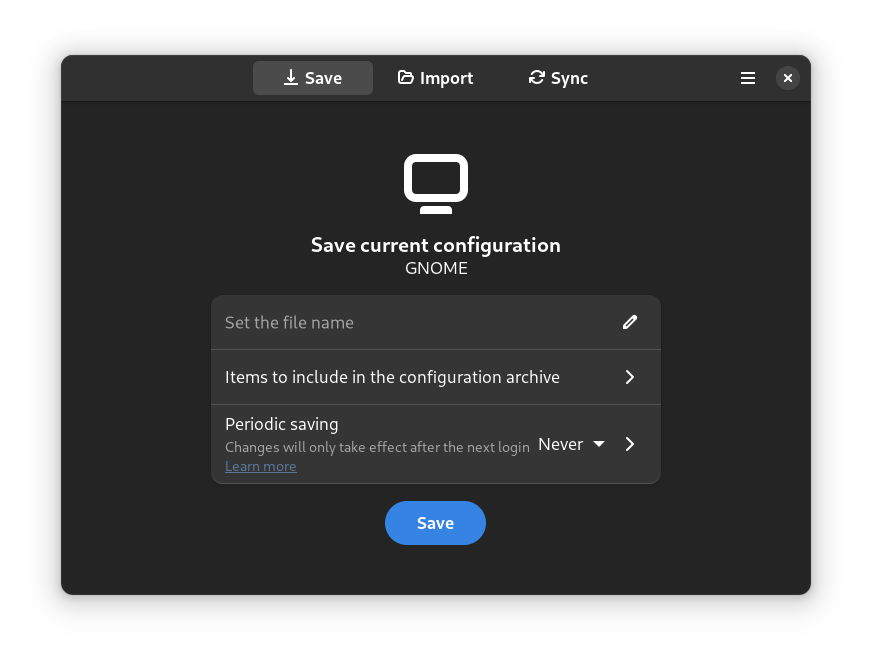 Save
Import
Sync
Save current configuration
GNOME
Set the file name
Items to include in the configuration archive
Periodic saving
Changes will only take effect after the next login
Learn more
Never
Save